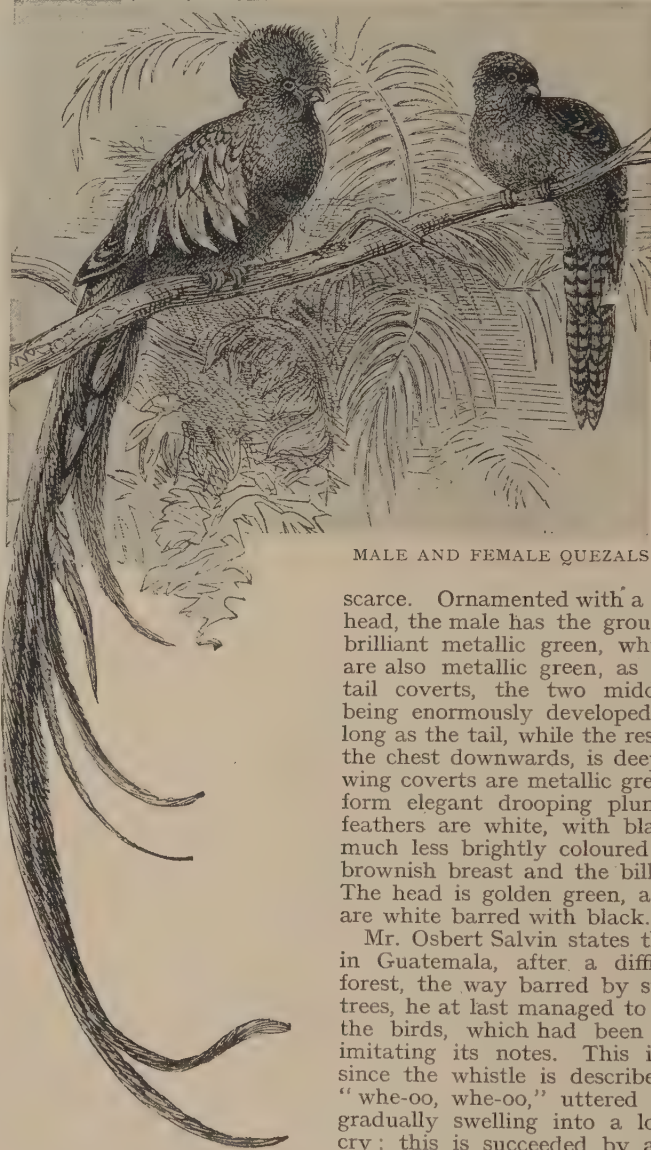 MALE AND FEMALE QUEZALS
scarce. Ornamented with a
head, the male has the grou
brilliant metallic green, wh
are also metallic green, as
tail coverts, the two midd
being enormously developed
long as the tail, while the res
the chest downwards, is dee
wing coverts are metallic gre
form elegant drooping plun
feathers are white, with bla
much less brightly coloured
brownish breast and the bill
The head is golden green, a
are white barred with black.
Mr. Osbert Salvin states t
in Guatemala, after a diffi
forest, the way barred by s
trees, he at last managed to
the birds, which had been
imitating its notes. This i
since the whistle is describe
“ whe-oo, whe-oo,” uttered
gradually swelling into a lo
cry; this is succeeded by a